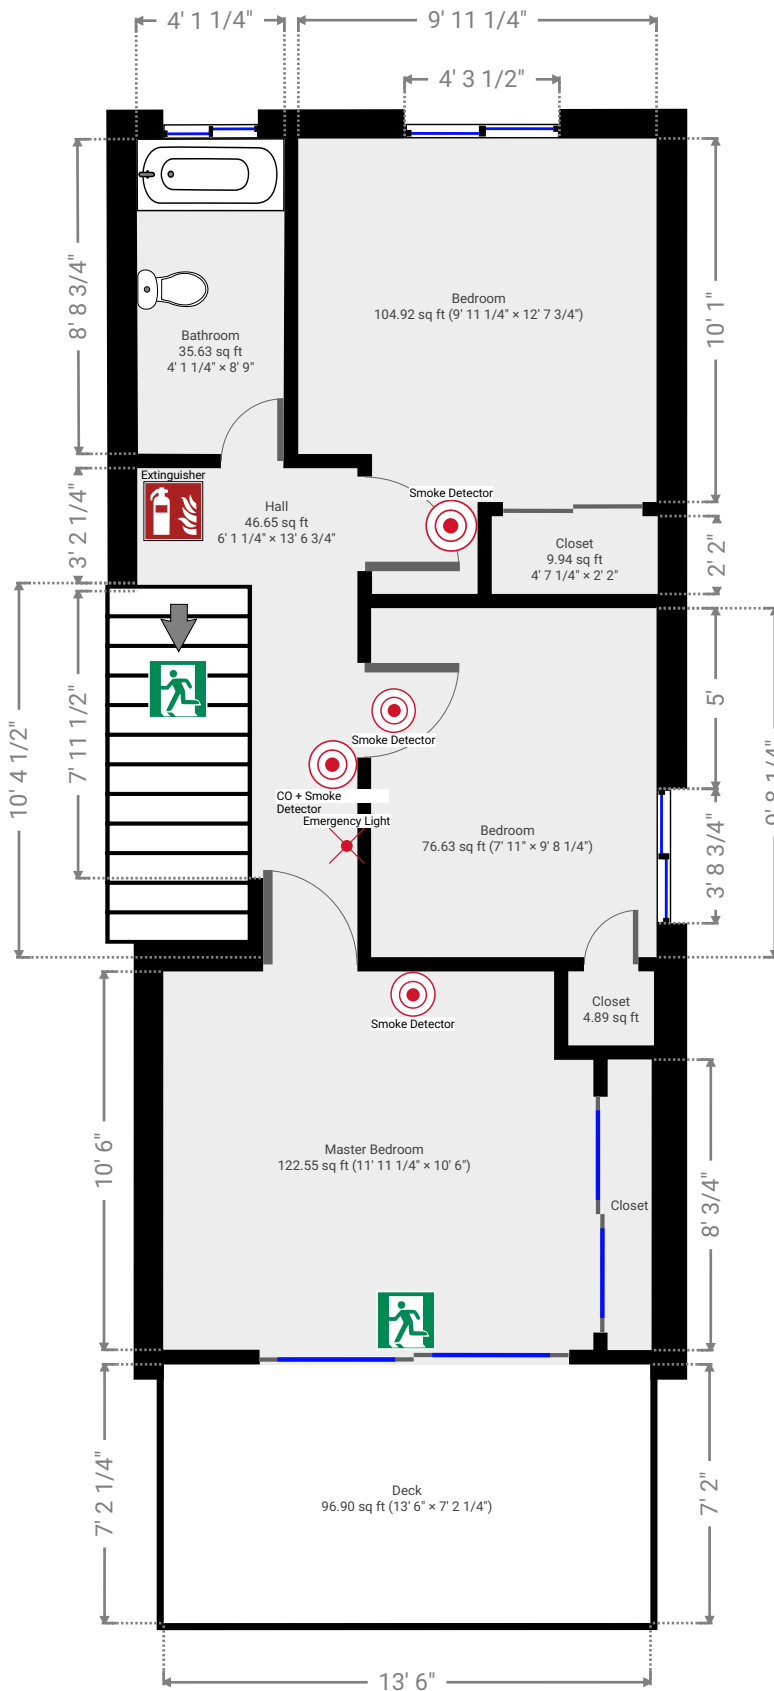 4' 1 1/4"
9' 11 1/4"
4' 3 1/2"
8' 8 3/4"
10' 1"
Bedroom
104.92 sq ft (9' 11 1/4" × 12' 7 3/4")
Bathroom
35.63 sq ft
4' 1 1/4" × 8' 9"
Extinguisher
Smoke Detector
Hall
46.65 sq ft
6' 1 1/4" × 13' 6 3/4"
3' 2 1/4"
Closet
9.94 sq ft
4' 7 1/4" × 2' 2"
2' 2"
10' 4 1/2"
7' 11 1/2"
5'
9' 8 1/4"
Smoke Detector
CO + Smoke
Detector
Emergency Light
Bedroom
76.63 sq ft (7' 11" × 9' 8 1/4")
3' 8 3/4"
Smoke Detector
Closet
4.89 sq ft
10' 6"
Master Bedroom
122.55 sq ft (11' 11 1/4" × 10' 6")
Closet
8' 3/4"
7' 2 1/4"
Deck
96.90 sq ft (13' 6" × 7' 2 1/4")
7' 2"
13' 6"